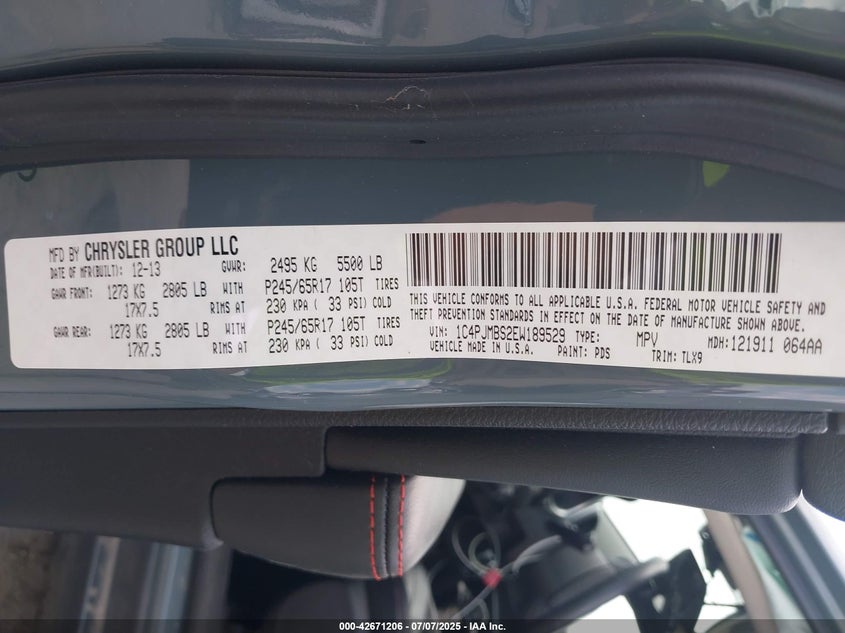 MFD BY CHRYSLER GROUP LLC
DATE OF MFR(BUILT): 12-13 GVWR: 2495 KG 5500 LB
GAWR FRONT: 1273 KG 2805 LB WITH P245/65R17 105T TIRES
17X7.5 RIMS AT 230 KPA ( 33 PSI) COLD
GAWR REAR: 1273 KG 2805 LB WITH P245/65R17 105T TIRES
17X7.5 RIMS AT 230 KPA ( 33 PSI) COLD
THIS VEHICLE CONFORMS TO ALL APPLICABLE U.S.A. FEDERAL MOTOR VEHICLE SAFETY AND
THEFT PREVENTION STANDARDS IN EFFECT ON THE DATE OF MANUFACTURE SHOWN ABOVE.
VIN: 1C4PJMBS2EW189529 TYPE: MPV MDH: 121911 064AA
VEHICLE MADE IN U.S.A. PAINT: PDS TRIM: TLX9
000-42671206 - 07/07/2025 - IAA Inc.